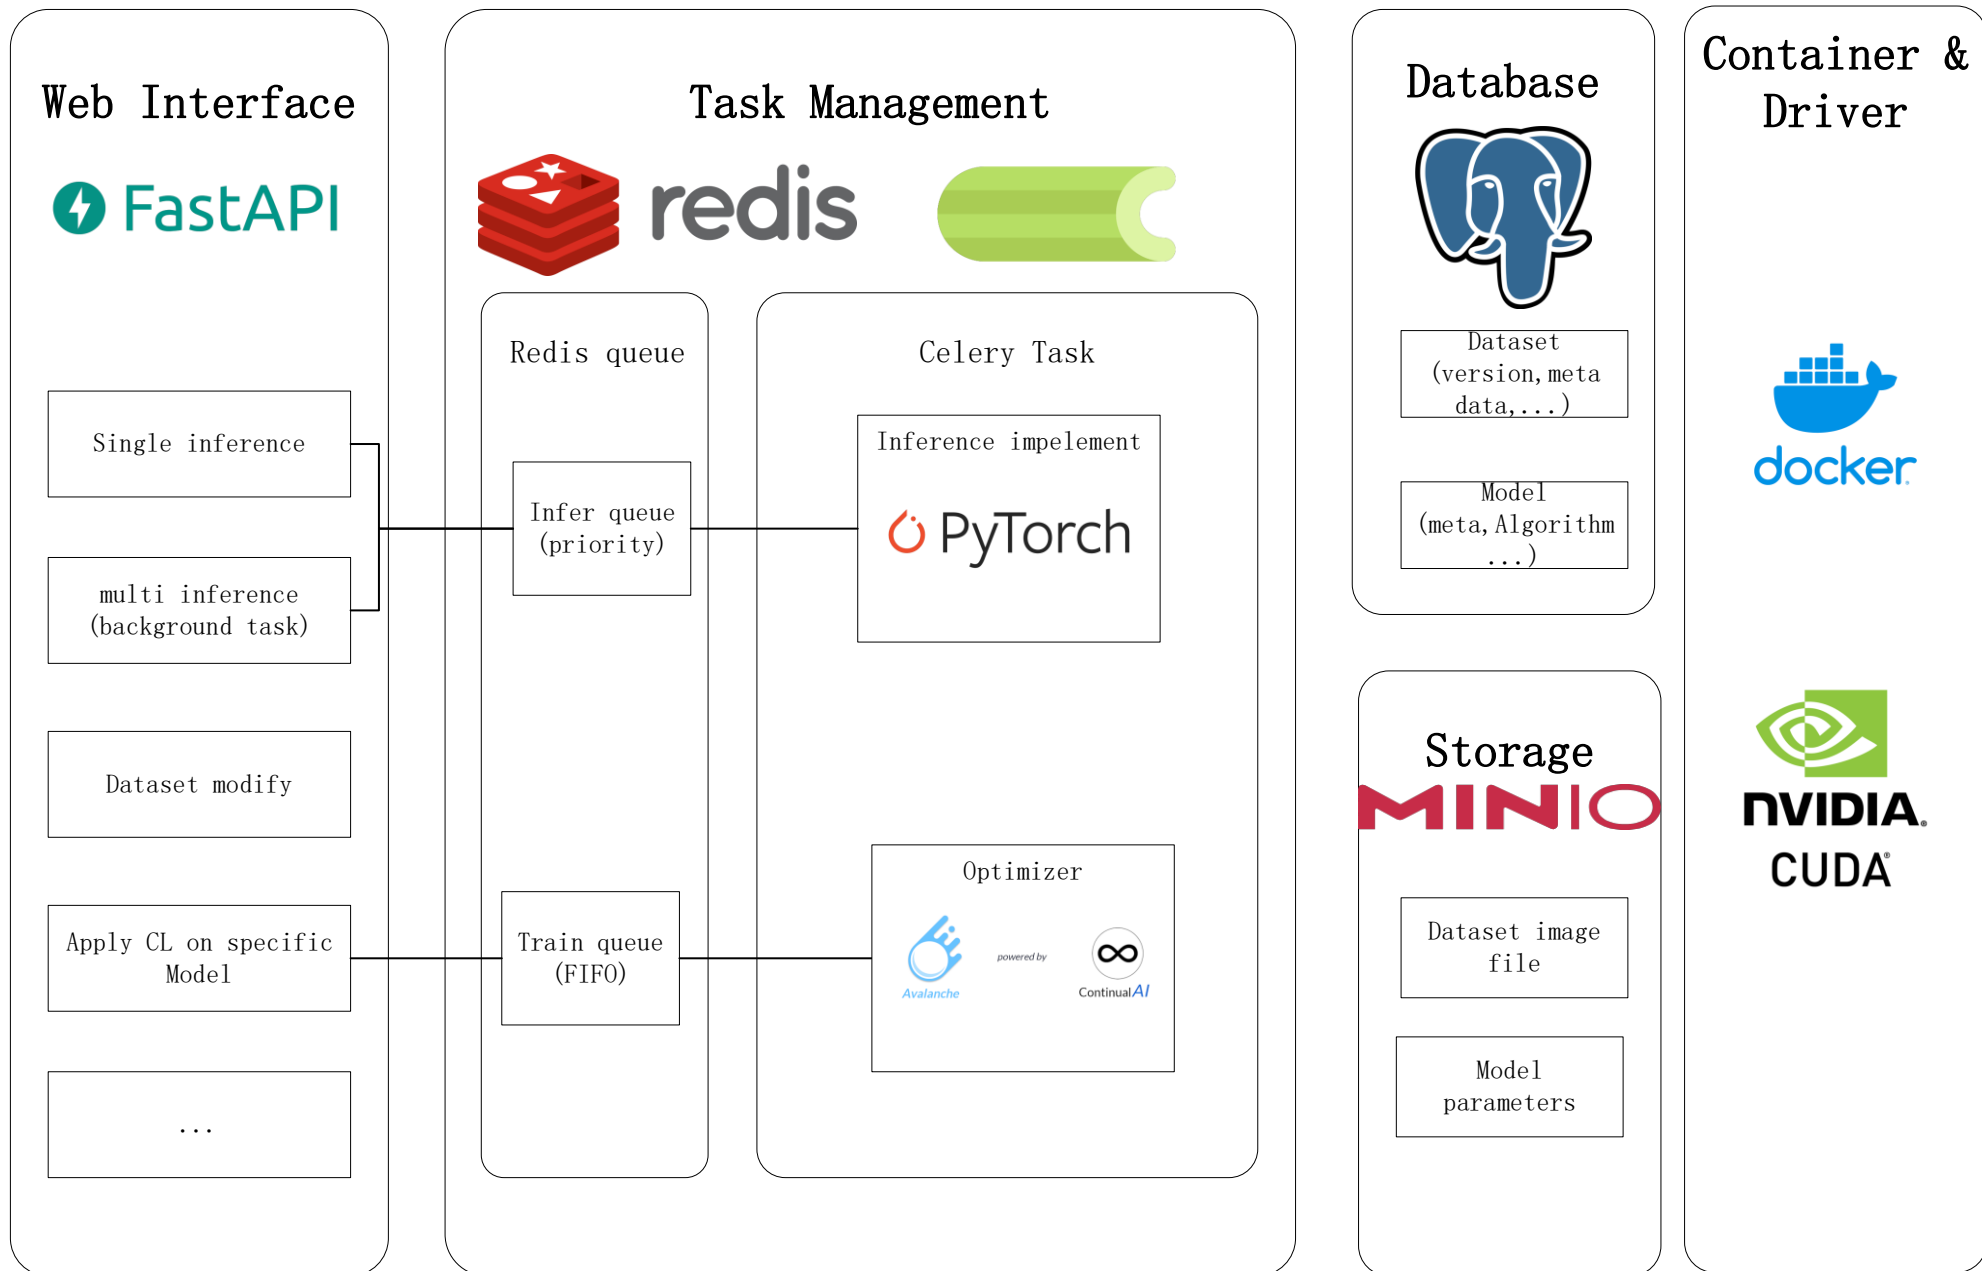 Web Interface
FastAPI
Single inference
multi inference
(background task)
Dataset modify
Apply CL on specific
Model
...
Task Management
redis
Redis queue
Infer queue
(priority)
Train queue
(FIFO)
Celery Task
Inference impelement
PyTorch
Optimizer
Avalanche
powered by
ContinualAI
Database
Dataset
(version,meta
data,...)
Model
(meta,Algorithm
...)
Storage
MINIO
Dataset image
file
Model
parameters
Container &
Driver
docker
NVIDIA®
CUDA®